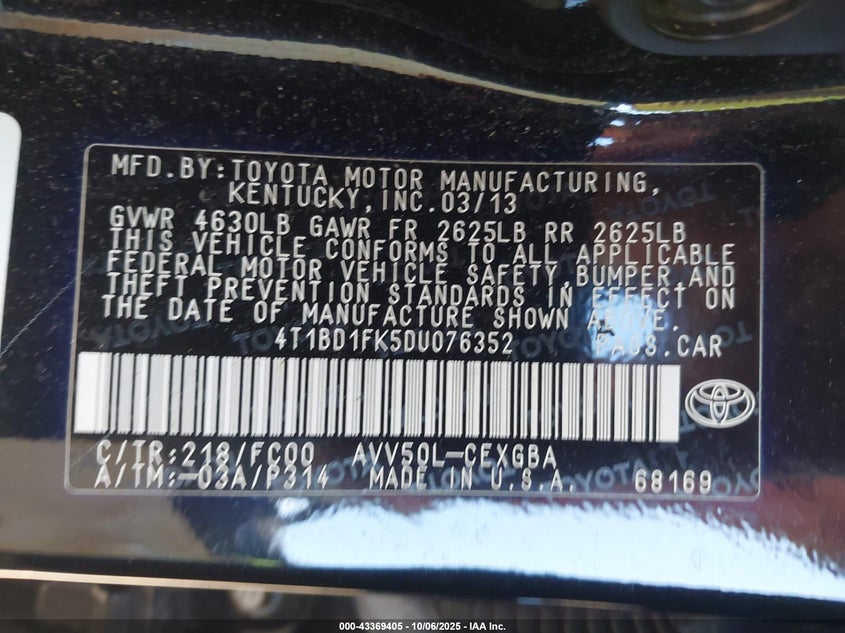 MFD.BY:TOYOTA MOTOR MANUFACTURING,
KENTUCKY,INC.03/13
GVWR 4630LB GAWR FR 2625LB RR 2625LB
THIS VEHICLE CONFORMS TO ALL APPLICABLE
FEDERAL MOTOR VEHICLE SAFETY,BUMPER,AND
THEFT PREVENTION STANDARDS IN EFFECT ON
THE DATE OF MANUFACTURE SHOWN ABOVE.
4T1BD1FK5DU076352 PASS.CAR
C/TR:218/FC00 AVV50L-CEXGBA
A/TM:-03A/P314 MADE IN U.S.A. 68169
000-43369405 - 10/06/2025 - IAA Inc.